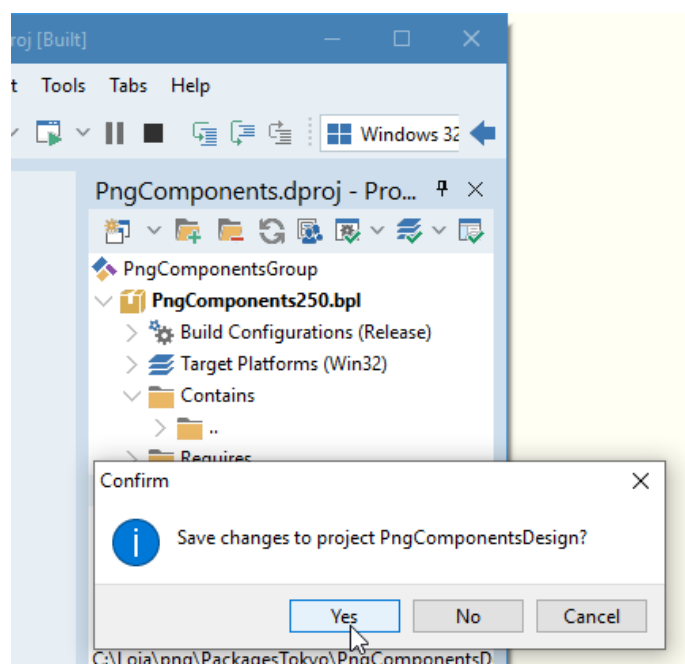 roj [Built]
t Tools Tabs Help
Windows 32
PngComponents.dproj - Pro...
PngComponentsGroup
PngComponents250.bpl
Build Configurations (Release)
Target Platforms (Win32)
Contains
..
Requires
Confirm
Save changes to project PngComponentsDesign?
Yes No Cancel
C:\Loja\png\PackagesTokyo\PngComponentsD